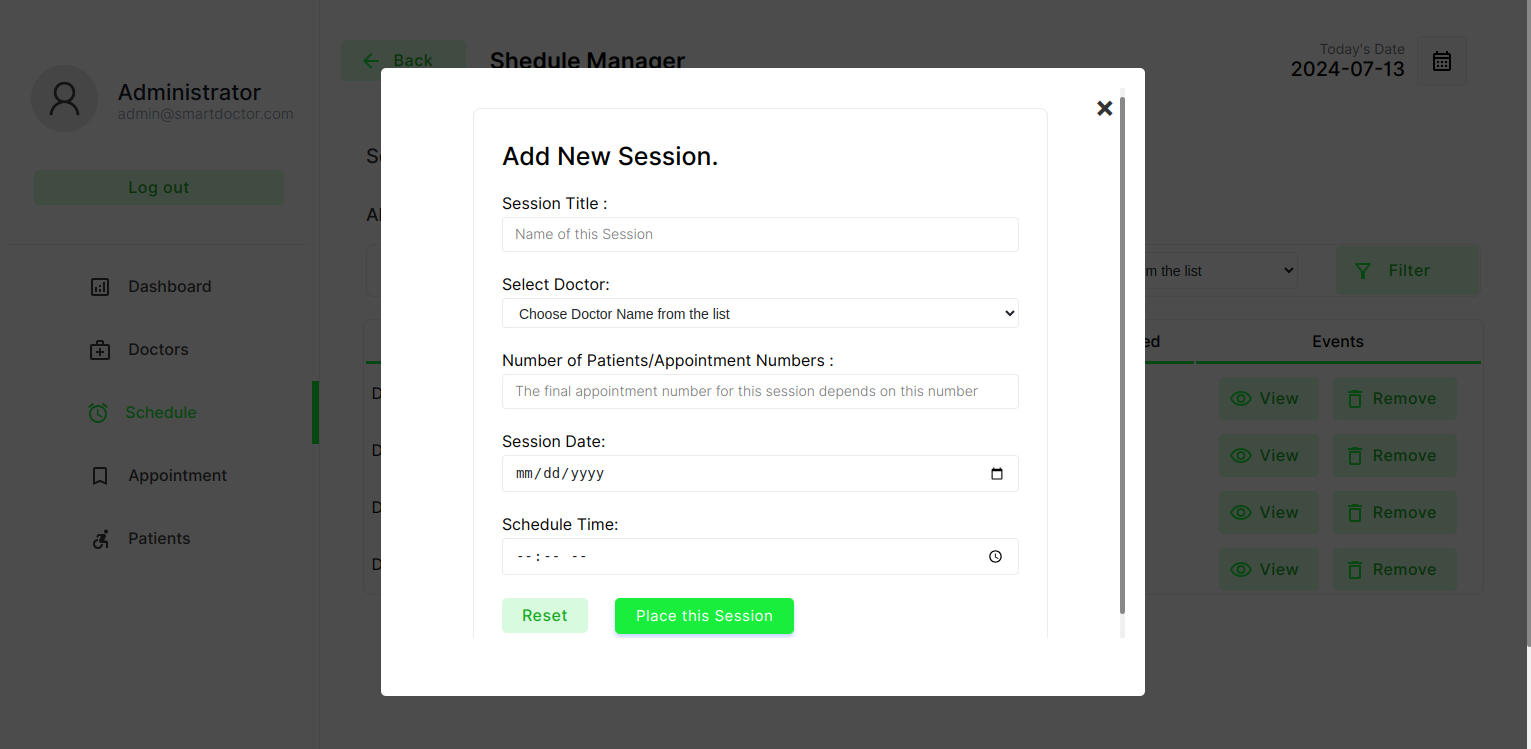 Back
Shedule Manager
Today's Date
2024-07-13
Administrator
admin@smartdoctor.com
Log out
Dashboard
Doctors
Schedule
Appointment
Patients
Add New Session.
Session Title :
Name of this Session
Select Doctor:
Choose Doctor Name from the list
Number of Patients/Appointment Numbers :
The final appointment number for this session depends on this number
Session Date:
mm/dd/yyyy
Schedule Time:
--:-- --
Reset
Place this Session
the list
Filter
Events
View
Remove
View
Remove
View
Remove
View
Remove